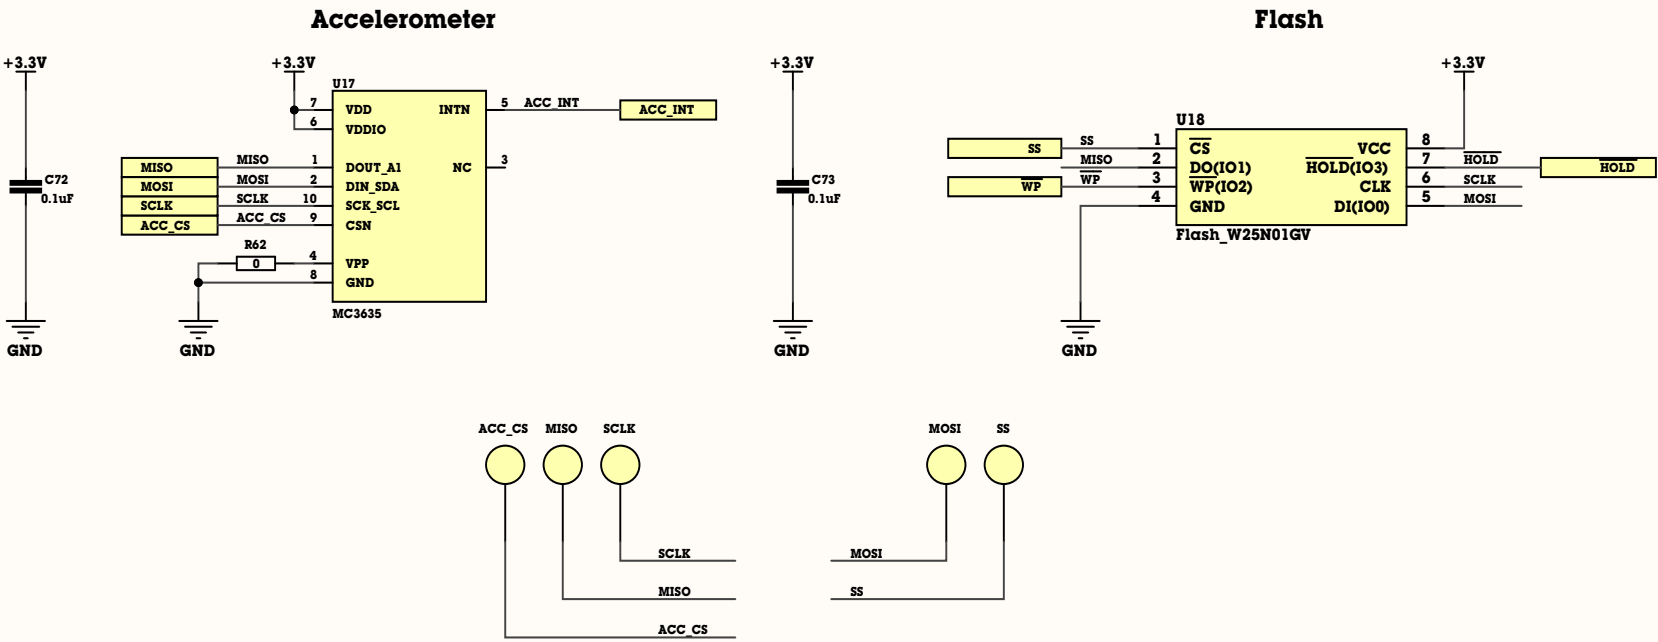 Accelerometer
Flash
+3.3V
+3.3V
+3.3V
+3.3V
U17
7 VDD
INTN 5 ACC_INT
ACC_INT
6 VDDIO
MISO MISO 1 DOUT_A1
NC 3
MOSI MOSI 2 DIN_SDA
SCLK SCLK 10 SCK_SCL
ACC_CS ACC_CS 9 CSN
R62
0
4 VPP
8 GND
MC3635
C72
0.1uF
GND
GND
C73
0.1uF
GND
U18
SS SS 1 CS
VCC 8
MISO 2 DO(IO1)
HOLD(IO3) 7 HOLD
HOLD
WP WP 3 WP(IO2)
CLK 6 SCLK
4 GND
DI(IO0) 5 MOSI
Flash_W25N01GV
GND
ACC_CS MISO SCLK
MOSI SS
SCLK
MOSI
MISO
SS
ACC_CS